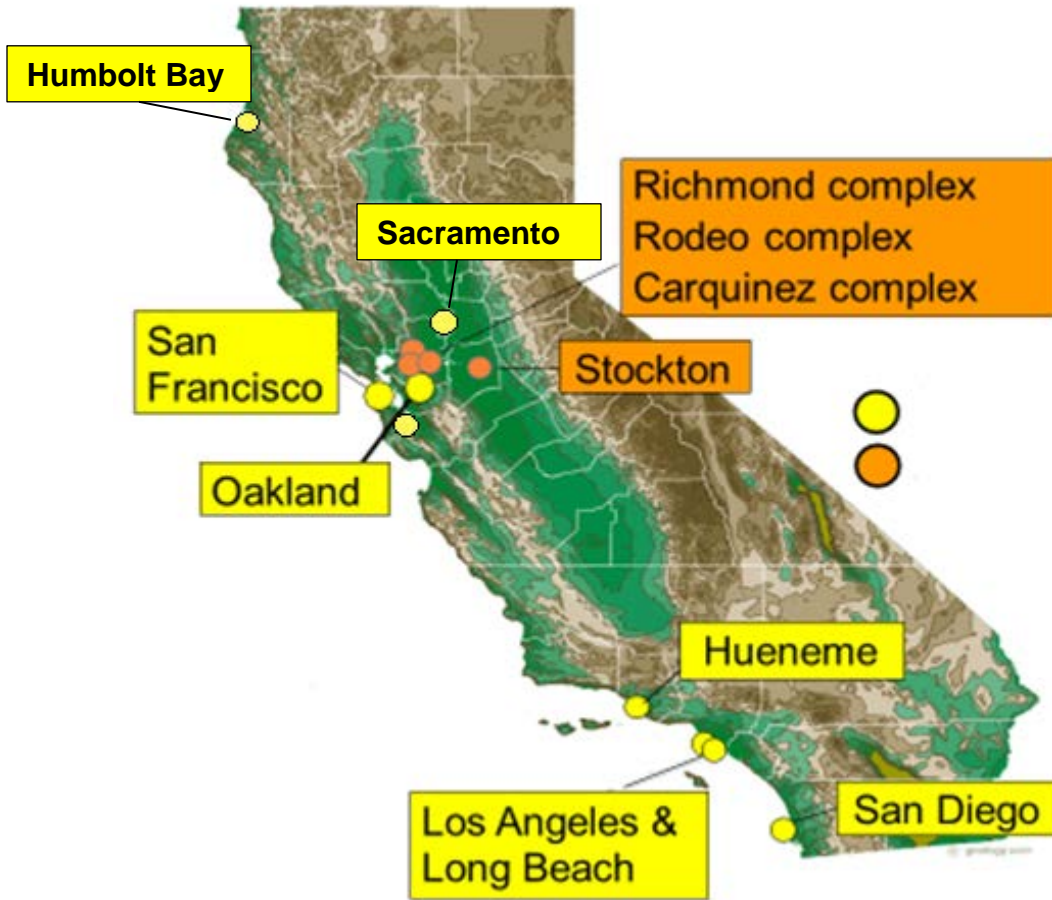 Humbolt Bay
Richmond complex
Rodeo complex
Carquinez complex
Sacramento
San
Francisco
Stockton
Oakland
Hueneme
Los Angeles &
Long Beach
San Diego